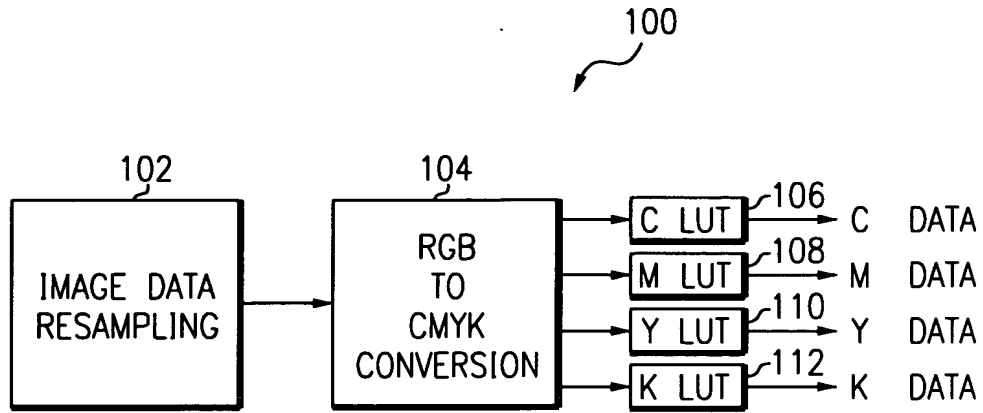 100
102
104
IMAGE DATA
RESAMPLING
RGB
TO
CMYK
CONVERSION
C LUT
106
C DATA
M LUT
108
M DATA
Y LUT
110
Y DATA
K LUT
112
K DATA